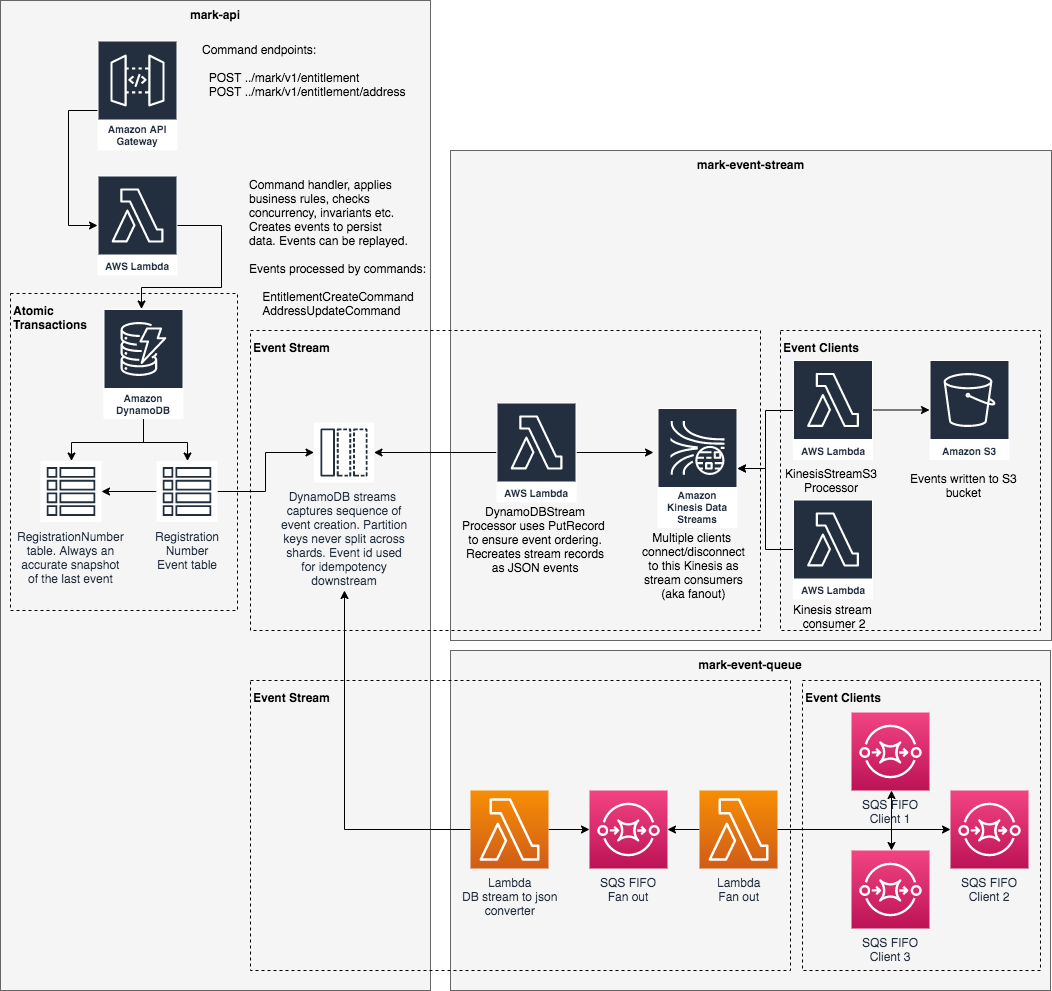 mark-api
Command endpoints:
POST ../mark/v1/entitlement
POST ../mark/v1/entitlement/address
Amazon API
Gateway
Command handler, applies
business rules, checks
concurrency, invariants etc.
Creates events to persist
data. Events can be replayed.
AWS Lambda
Events processed by commands:
EntitlementCreateCommand
AddressUpdateCommand
Atomic
Transactions
Amazon
DynamoDB
RegistrationNumber
table. Always an
accurate snapshot
of the last event
Registration
Number
Event table
mark-event-stream
Event Stream
DynamoDB streams
captures sequence of
event creation. Partition
keys never split across
shards. Event id used
for idempotency
downstream
AWS Lambda
DynamoDBStream
Processor uses PutRecord
to ensure event ordering.
Recreates stream records
as JSON events
Amazon
Kinesis Data
Streams
Multiple clients
connect/disconnect
to this Kinesis as
stream consumers
(aka fanout)
Event Clients
AWS Lambda
KinesisStreamS3
Processor
Amazon S3
Events written to S3
bucket
AWS Lambda
Kinesis stream
consumer 2
mark-event-queue
Event Stream
Lambda
DB stream to json
converter
SQS FIFO
Fan out
Lambda
Fan out
Event Clients
SQS FIFO
Client 1
SQS FIFO
Client 2
SQS FIFO
Client 3